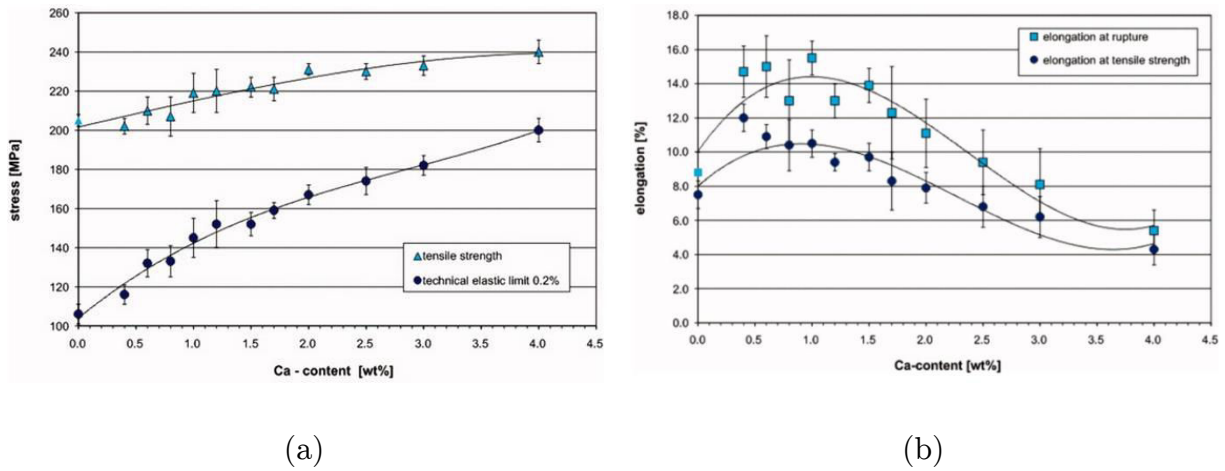 260
240
220
200
180
160
140
120
100
stress [MPa]
tensile strength
technical elastic limit 0.2%
0.0 0.5 1.0 1.5 2.0 2.5 3.0 3.5 4.0 4.5
Ca - content [wt%]
(a)
18.0
16.0
14.0
12.0
10.0
8.0
6.0
4.0
2.0
0.0
elongation [%]
elongation at rupture
elongation at tensile strength
0.0 0.5 1.0 1.5 2.0 2.5 3.0 3.5 4.0 4.5
Ca-content [wt%]
(b)